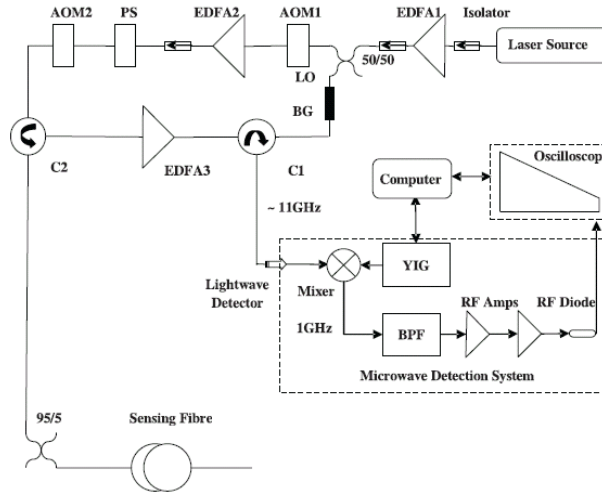 AOM2
PS
EDFA2
AOM1
EDFA1
Isolator
Laser Source
LO
50/50
BG
C2
EDFA3
C1
Oscilloscop
Computer
~ 11GHz
YIG
Lightwave
Detector
Mixer
RF Amps
RF Diode
1GHz
BPF
Microwave Detection System
95/5
Sensing Fibre